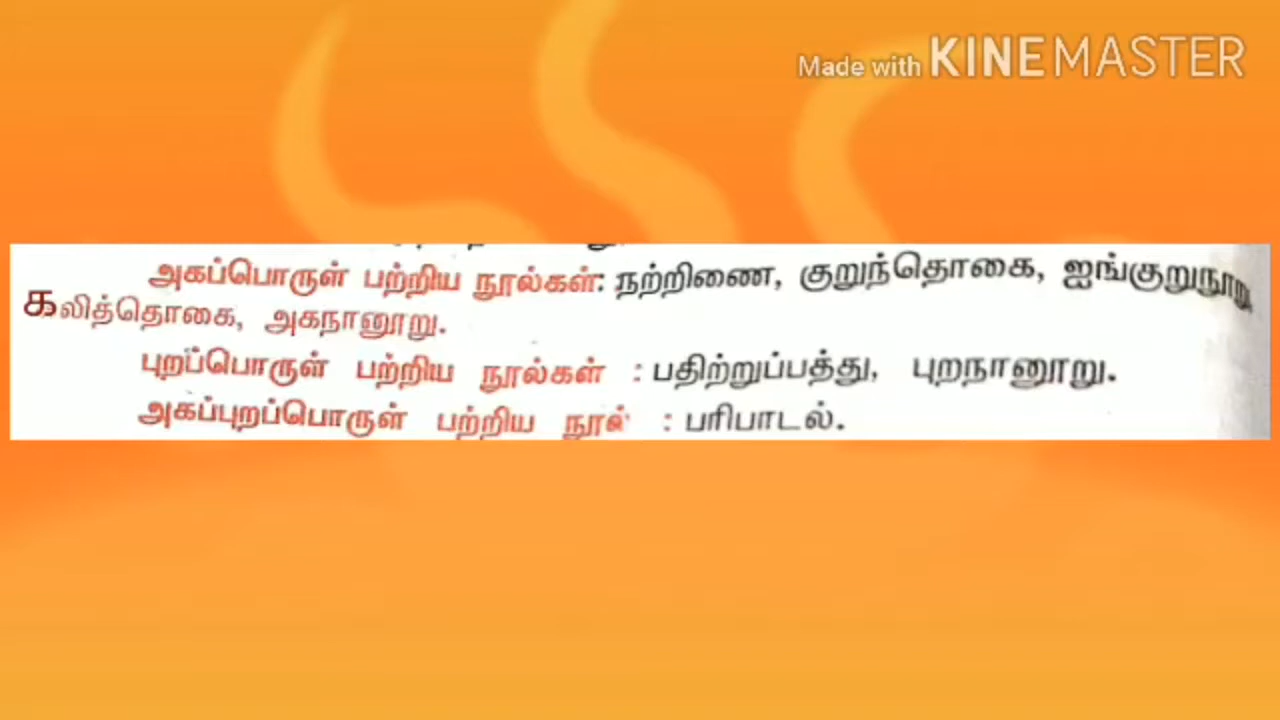 Made with KINEMASTER
அகப்பொருள் பற்றிய நூல்கள்: நற்றிணை, குறுந்தொகை, ஐங்குறுநூறு,
கலித்தொகை, அகநானூறு.
புறப்பொருள் பற்றிய நூல்கள் : பதிற்றுப்பத்து, புறநானூறு.
அகப்புறப்பொருள் பற்றிய நூல் : பரிபாடல்.